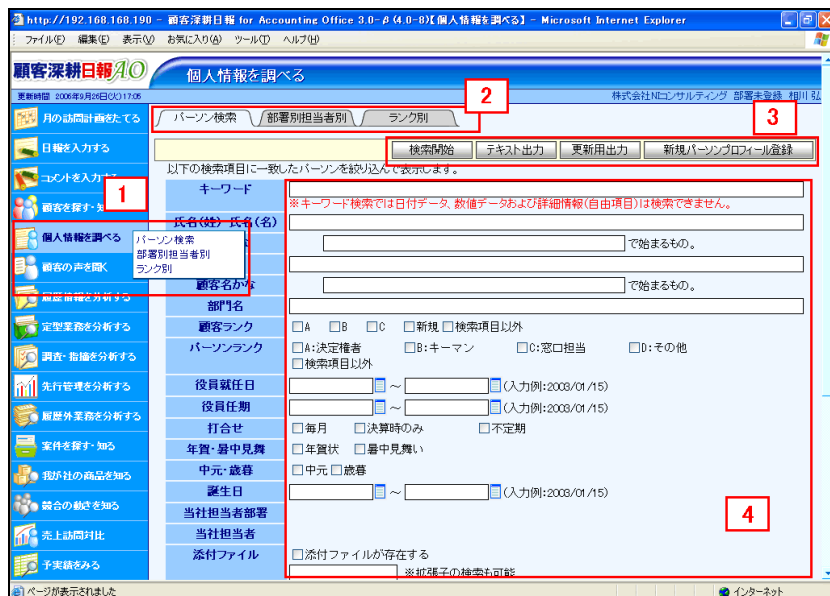 http://192.168.168.190 - 顧客深耕日報 for Accounting Office 3.0-β(4.0-8)【個人情報を調べる】 - Microsoft Internet Explorer
ファイル(F) 編集(E) 表示(V) お気に入り(A) ツール(T) ヘルプ(H)
顧客深耕日報AO
個人情報を調べる
更新時間 2006年9月26日(火)17:05
株式会社NIコンサルティング 部署未登録 相川 弘
2
3
月の訪問計画をたてる
パーソン検索
部署別担当者別
ランク別
日報を入力する
検索開始
テキスト出力
更新用出力
新規パーソンプロフィール登録
以下の検索項目に一致したパーソンを絞り込んで表示します。
コメントを入力
1
キーワード
※キーワード検索では日付データ、数値データおよび詳細情報(自由項目)は検索できません。
顧客を探す・知
氏名(姓) 氏名(名)
個人情報を調べる
パーソン検索
部署別担当者別
ランク別
で始まるもの。
顧客の声を聞く
顧客名かな
で始まるもの。
履歴情報を分析する
部門名
定型業務を分析する
顧客ランク
A B C 新規 検索項目以外
調査・指摘を分析する
パーソンランク
A:決定権者 B:キーマン C:窓口担当 D:その他
検索項目以外
先行管理を分析する
役員就任日
~ (入力例:2003/01/15)
役員任期
~ (入力例:2003/01/15)
履歴外業務を分析する
打合せ
毎月 決算時のみ 不定期
案件を探す・知る
年賀・暑中見舞
年賀状 暑中見舞い
我が社の商品を知る
中元・歳暮
中元 歳暮
誕生日
~ (入力例:2003/01/15)
競合の動きを知る
当社担当者部署
4
売上訪問対比
当社担当者
予実績をみる
添付ファイル
添付ファイルが存在する
※拡張子の検索も可能
ページが表示されました
インターネット